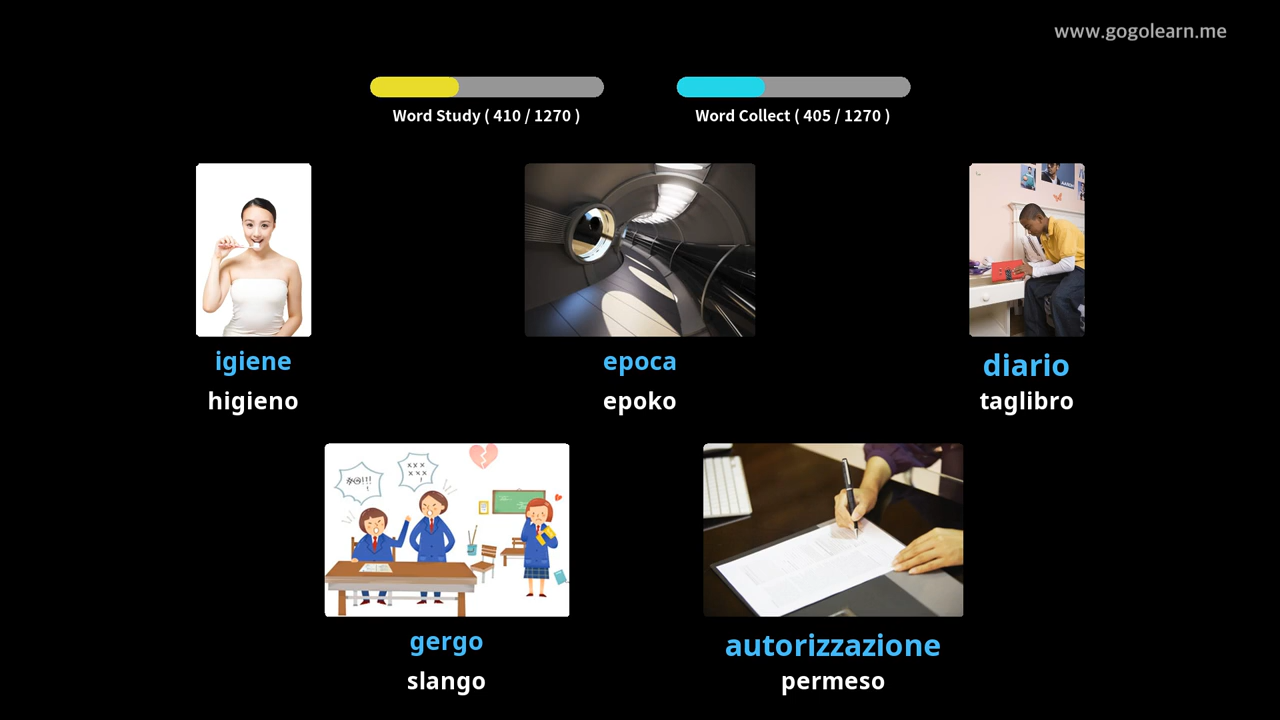 www.gogolearn.me
Word Study ( 410 / 1270 )
Word Collect ( 405 / 1270 )
igiene
higieno
epoca
epoko
diario
taglibro
gergo
slango
autorizzazione
permeso